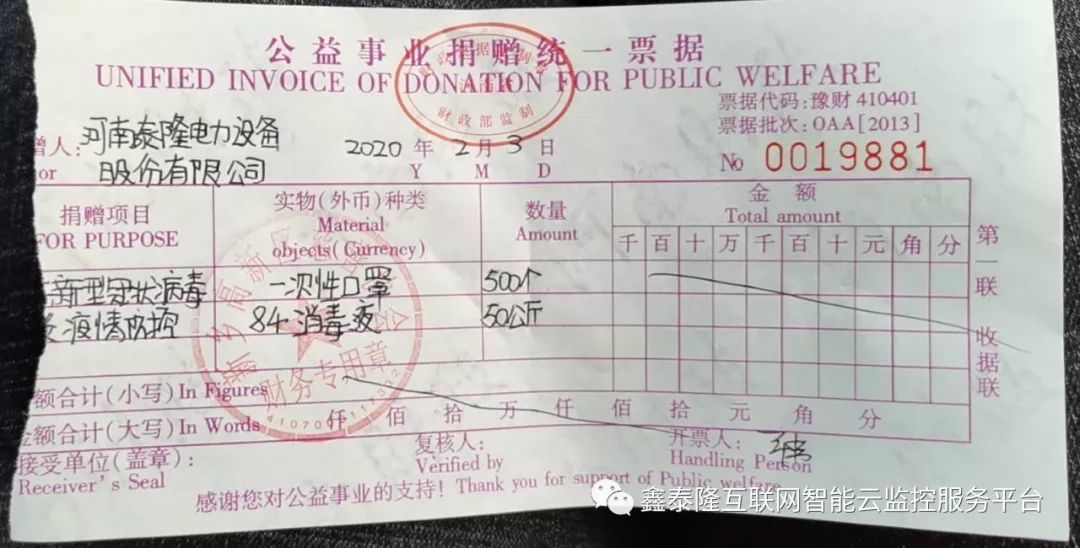 公益事业捐赠统一票据
UNIFIED INVOICE OF DONATION FOR PUBLIC WELFARE
票据代码:豫财 410401
票据批次:OAA[2013]
赠人: 河南泰隆电力设备 2020 年 2 月 3 日
or 股份有限公司 Y M D
No 0019881
财政部监制
捐赠项目 实物(外币)种类 数量 金额
FOR PURPOSE Material Amount Total amount
objects(Currency) 千 百 十 万 千 百 十 元 角 分
新型冠状病毒 一次性口罩 500个
疫情防控 84消毒液 50公斤
第一联 收据联
财务专用章
额合计(小写) In Figures
金额合计(大写) In Words 仟 佰 拾 万 仟 佰 拾 元 角 分
接受单位(盖章): 复核人: 开票人:
Receiver's Seal Verified by Handling Person
感谢您对公益事业的支持! Thank you for support of Public welfare
鑫泰隆互联网智能云监控服务平台